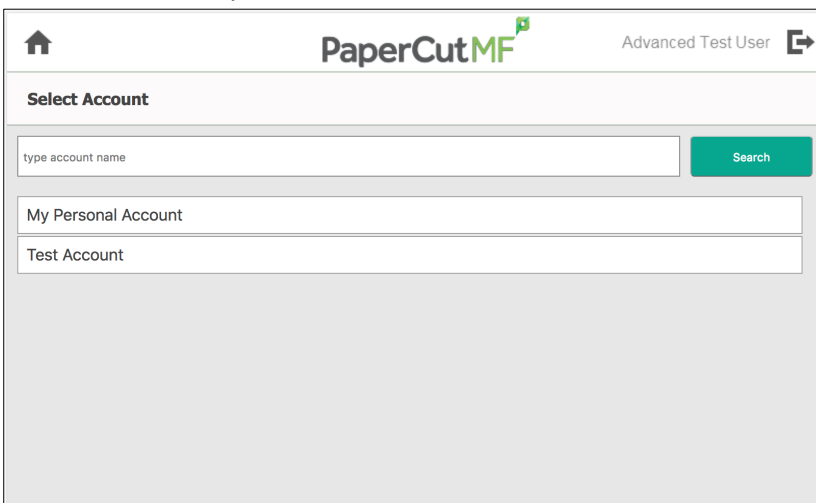 PaperCutMF
Advanced Test User
Select Account
type account name
Search
My Personal Account
Test Account